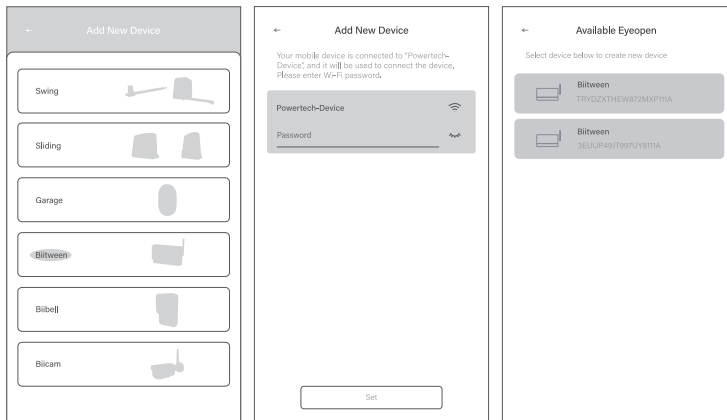 Add New Device
Swing
Sliding
Garage
Biitween
Biibell
Biicam
Add New Device
Your mobile device is connected to "Powertech-
Device", and it will be used to connect the device,
Please enter Wi-Fi password.
Powertech-Device
Password
Set
Available Eyeopen
Select device below to create new device
Biitween
TRYDZXTHEW872MXP111A
Biitween
3EUUP49JT997UY9111A